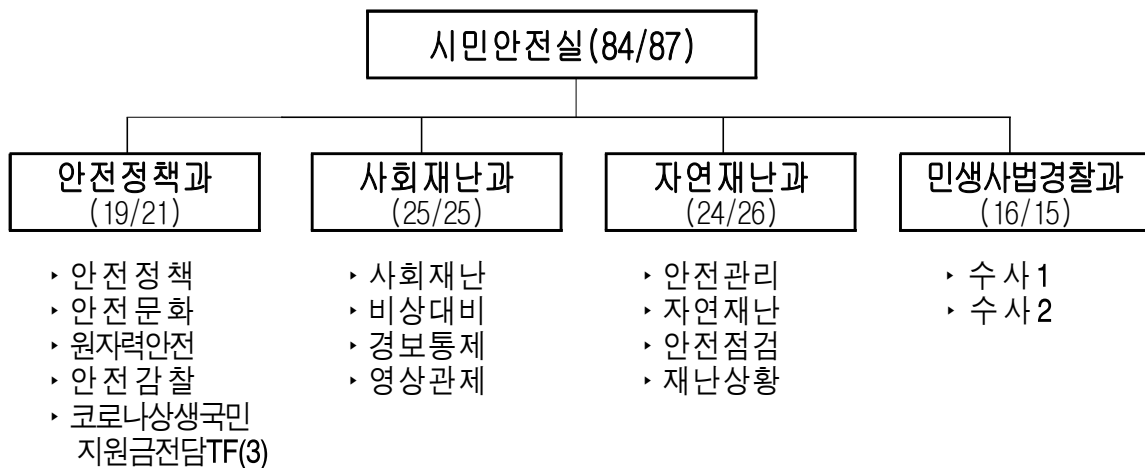 시민안전실(84/87)
안전정책과
(19/21)
‣ 안전정책
‣ 안전문화
‣ 원자력안전
‣ 안전감찰
‣ 코로나상생국민
지원금전담TF(3)
사회재난과
(25/25)
‣ 사회재난
‣ 비상대비
‣ 경보통제
‣ 영상관제
자연재난과
(24/26)
‣ 안전관리
‣ 자연재난
‣ 안전점검
‣ 재난상황
민생사법경찰과
(16/15)
‣ 수사1
‣ 수사2